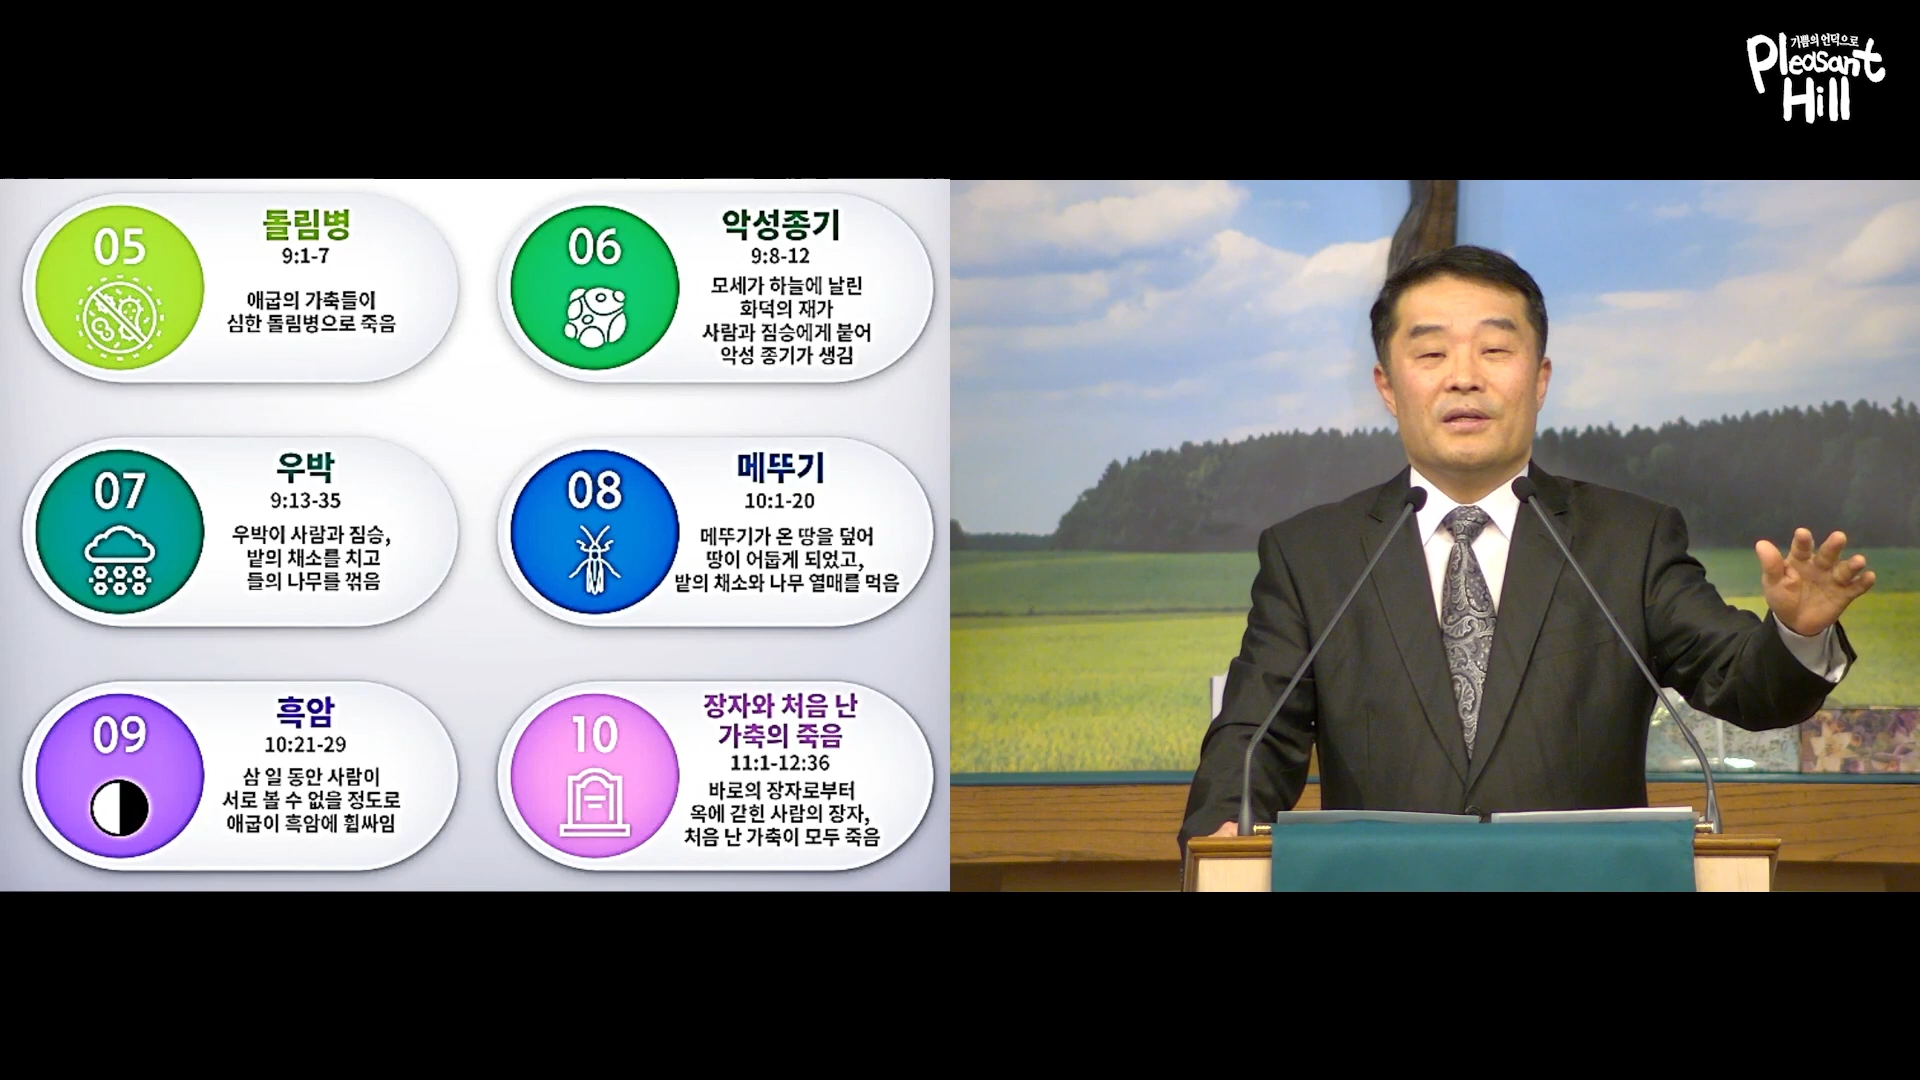 기쁨의 언덕으로
Pleasant
Hill
05
돌림병
9:1-7
애굽의 가축들이
심한 돌림병으로 죽음
06
악성종기
9:8-12
모세가 하늘에 날린
화덕의 재가
사람과 짐승에게 붙어
악성 종기가 생김
07
우박
9:13-35
우박이 사람과 짐승,
밭의 채소를 치고
들의 나무를 꺾음
08
메뚜기
10:1-20
메뚜기가 온 땅을 덮어
땅이 어둡게 되었고,
밭의 채소와 나무 열매를 먹음
09
흑암
10:21-29
삼 일 동안 사람이
서로 볼 수 없을 정도로
애굽이 흑암에 휩싸임
10
장자와 처음 난
가축의 죽음
11:1-12:36
바로의 장자로부터
옥에 갇힌 사람의 장자,
처음 난 가축이 모두 죽음